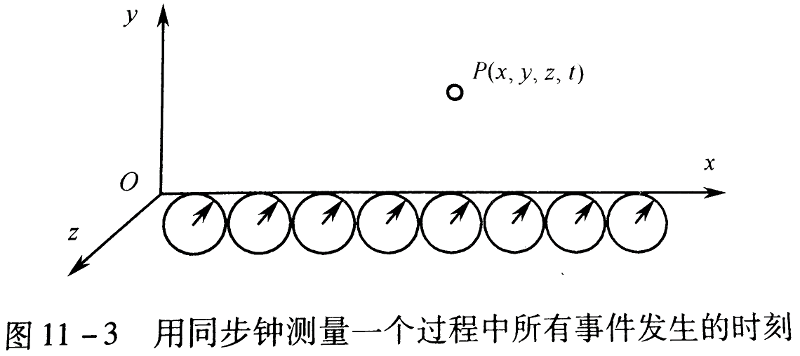 y
P(x, y, z, t)
x
O
z
图 11-3 用同步钟测量一个过程中所有事件发生的时刻